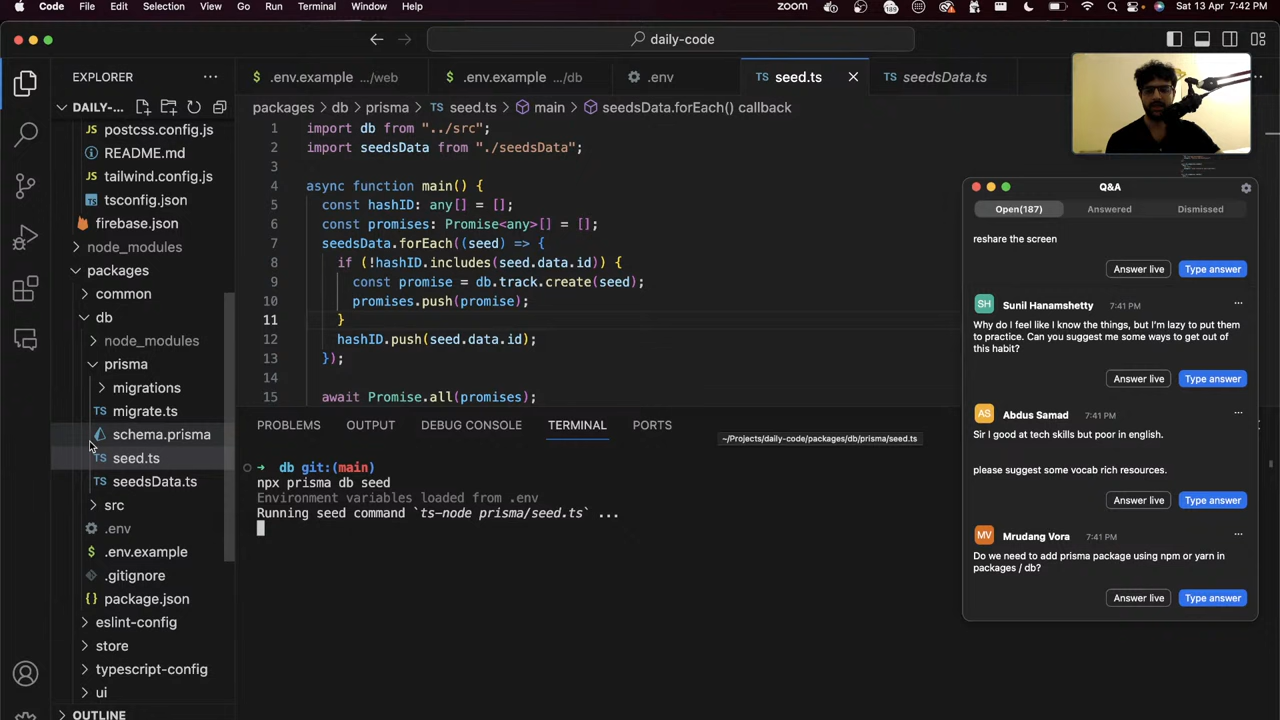 Code File Edit Selection View Go Run Terminal Window Help
zoom 189 Sat 13 Apr 7:42 PM
daily-code
EXPLORER
.env.example .../web
.env.example .../db
.env
seed.ts
seedsData.ts
DAILY-...
packages > db > prisma > seed.ts > main > seedsData.forEach() callback
postcss.config.js
README.md
tailwind.config.js
tsconfig.json
firebase.json
node_modules
packages
common
db
node_modules
prisma
migrations
migrate.ts
schema.prisma
seed.ts
seedsData.ts
src
.env
.env.example
.gitignore
package.json
eslint-config
store
typescript-config
ui
OUTLINE
1 import db from "../src";
2 import seedsData from "./seedsData";
3
4 async function main() {
5 const hashID: any[] = [];
6 const promises: Promise<any>[] = [];
7 seedsData.forEach((seed) => {
8 if (!hashID.includes(seed.data.id)) {
9 const promise = db.track.create(seed);
10 promises.push(promise);
11 }
12 hashID.push(seed.data.id);
13 });
14
15 await Promise.all(promises);
PROBLEMS OUTPUT DEBUG CONSOLE TERMINAL PORTS
~/Projects/daily-code/packages/db/prisma/seed.ts
➜ db git:(main)
npx prisma db seed
Environment variables loaded from .env
Running seed command `ts-node prisma/seed.ts` ...
Q&A
Open(187) Answered Dismissed
reshare the screen
Answer live Type answer
SH Sunil Hanamshetty 7:41 PM
Why do I feel like I know the things, but I'm lazy to put them
to practice. Can you suggest me some ways to get out of
this habit?
Answer live Type answer
AS Abdus Samad 7:41 PM
Sir I good at tech skills but poor in english.
please suggest some vocab rich resources.
Answer live Type answer
MV Mrudang Vora 7:41 PM
Do we need to add prisma package using npm or yarn in
packages / db?
Answer live Type answer